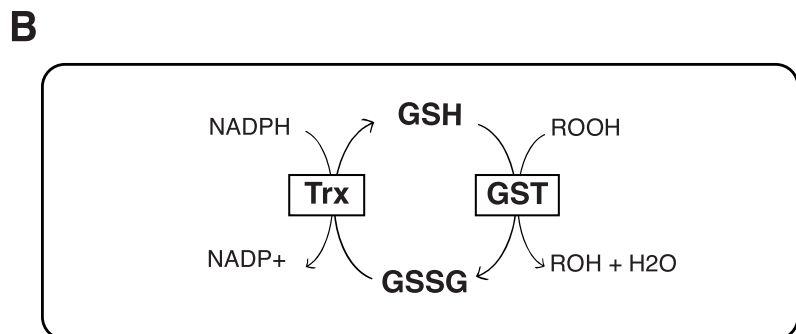 B
GSH
NADPH
ROOH
Trx
GST
NADP+
ROH + H2O
GSSG